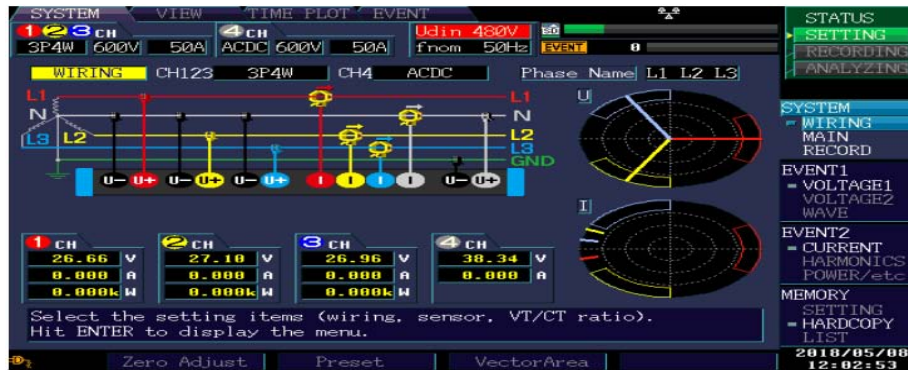 SYSTEM VIEW TIME PLOT EVENT
1 2 3 CH 4 CH Udin 480V SD
3P4W 600V 50A ACDC 600V 50A fnom 50Hz EVENT 0
WIRING CH123 3P4W CH4 ACDC Phase Name L1 L2 L3
L1 L1 U
N N
L3 L2 L2
L3
GND
U- U+ U- U+ U- U+ I I I I U- U+
I
1 CH 2 CH 3 CH 4 CH
26.66 V 27.10 V 26.96 V 38.34 V
0.000 A 0.000 A 0.000 A 0.000 A
0.000k W 0.000k W 0.000k W
Select the setting items (wiring, sensor, VT/CT ratio).
Hit ENTER to display the menu.
Zero Adjust Preset VectorArea
STATUS
SETTING
RECORDING
ANALYZING
SYSTEM
WIRING
MAIN
RECORD
EVENT1
VOLTAGE1
VOLTAGE2
WAVE
EVENT2
CURRENT
HARMONICS
POWER/etc
MEMORY
SETTING
HARDCOPY
LIST
2018/05/08
12:02:53